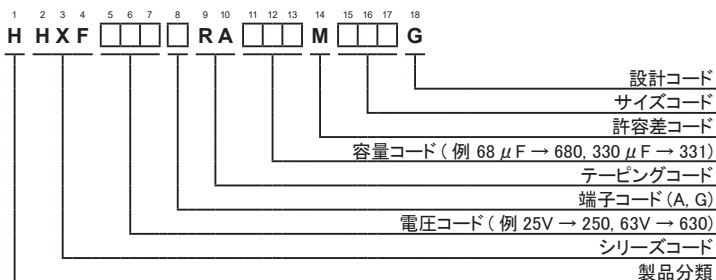 1 2 3 4 5 6 7 8 9 10 11 12 13 14 15 16 17 18
H HXF □□□ □ RA □□□ M □□□ G
設計コード
サイズコード
許容差コード
容量コード ( 例 68 μF → 680, 330 μF → 331)
テーピングコード
端子コード (A, G)
電圧コード ( 例 25V → 250, 63V → 630)
シリーズコード
製品分類